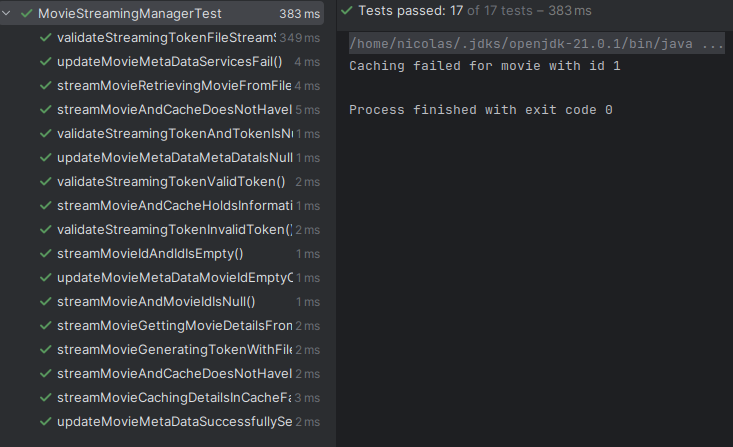 MovieStreamingManagerTest 383 ms
validateStreamingTokenFileStreamS 349 ms
updateMovieMetaDataServicesFail() 4 ms
streamMovieRetrievingMovieFromFile 4 ms
streamMovieAndCacheDoesNotHaveI 5 ms
validateStreamingTokenAndTokenIsNu 1 ms
updateMovieMetaDataMetaDataIsNull 1 ms
validateStreamingTokenValidToken() 2 ms
streamMovieAndCacheHoldsInformati 1 ms
validateStreamingTokenInvalidToken() 2 ms
streamMovieIdAndIdIsEmpty() 1 ms
updateMovieMetaDataMovieIdEmptyO 1 ms
streamMovieAndMovieIdIsNull() 1 ms
streamMovieGettingMovieDetailsFrom 2 ms
streamMovieGeneratingTokenWithFile 2 ms
streamMovieAndCacheDoesNotHaveI 2 ms
streamMovieCachingDetailsInCacheFa 3 ms
updateMovieMetaDataSuccessfullySe 2 ms
Tests passed: 17 of 17 tests – 383 ms
/home/nicolas/.jdks/openjdk-21.0.1/bin/java ...
Caching failed for movie with id 1
Process finished with exit code 0